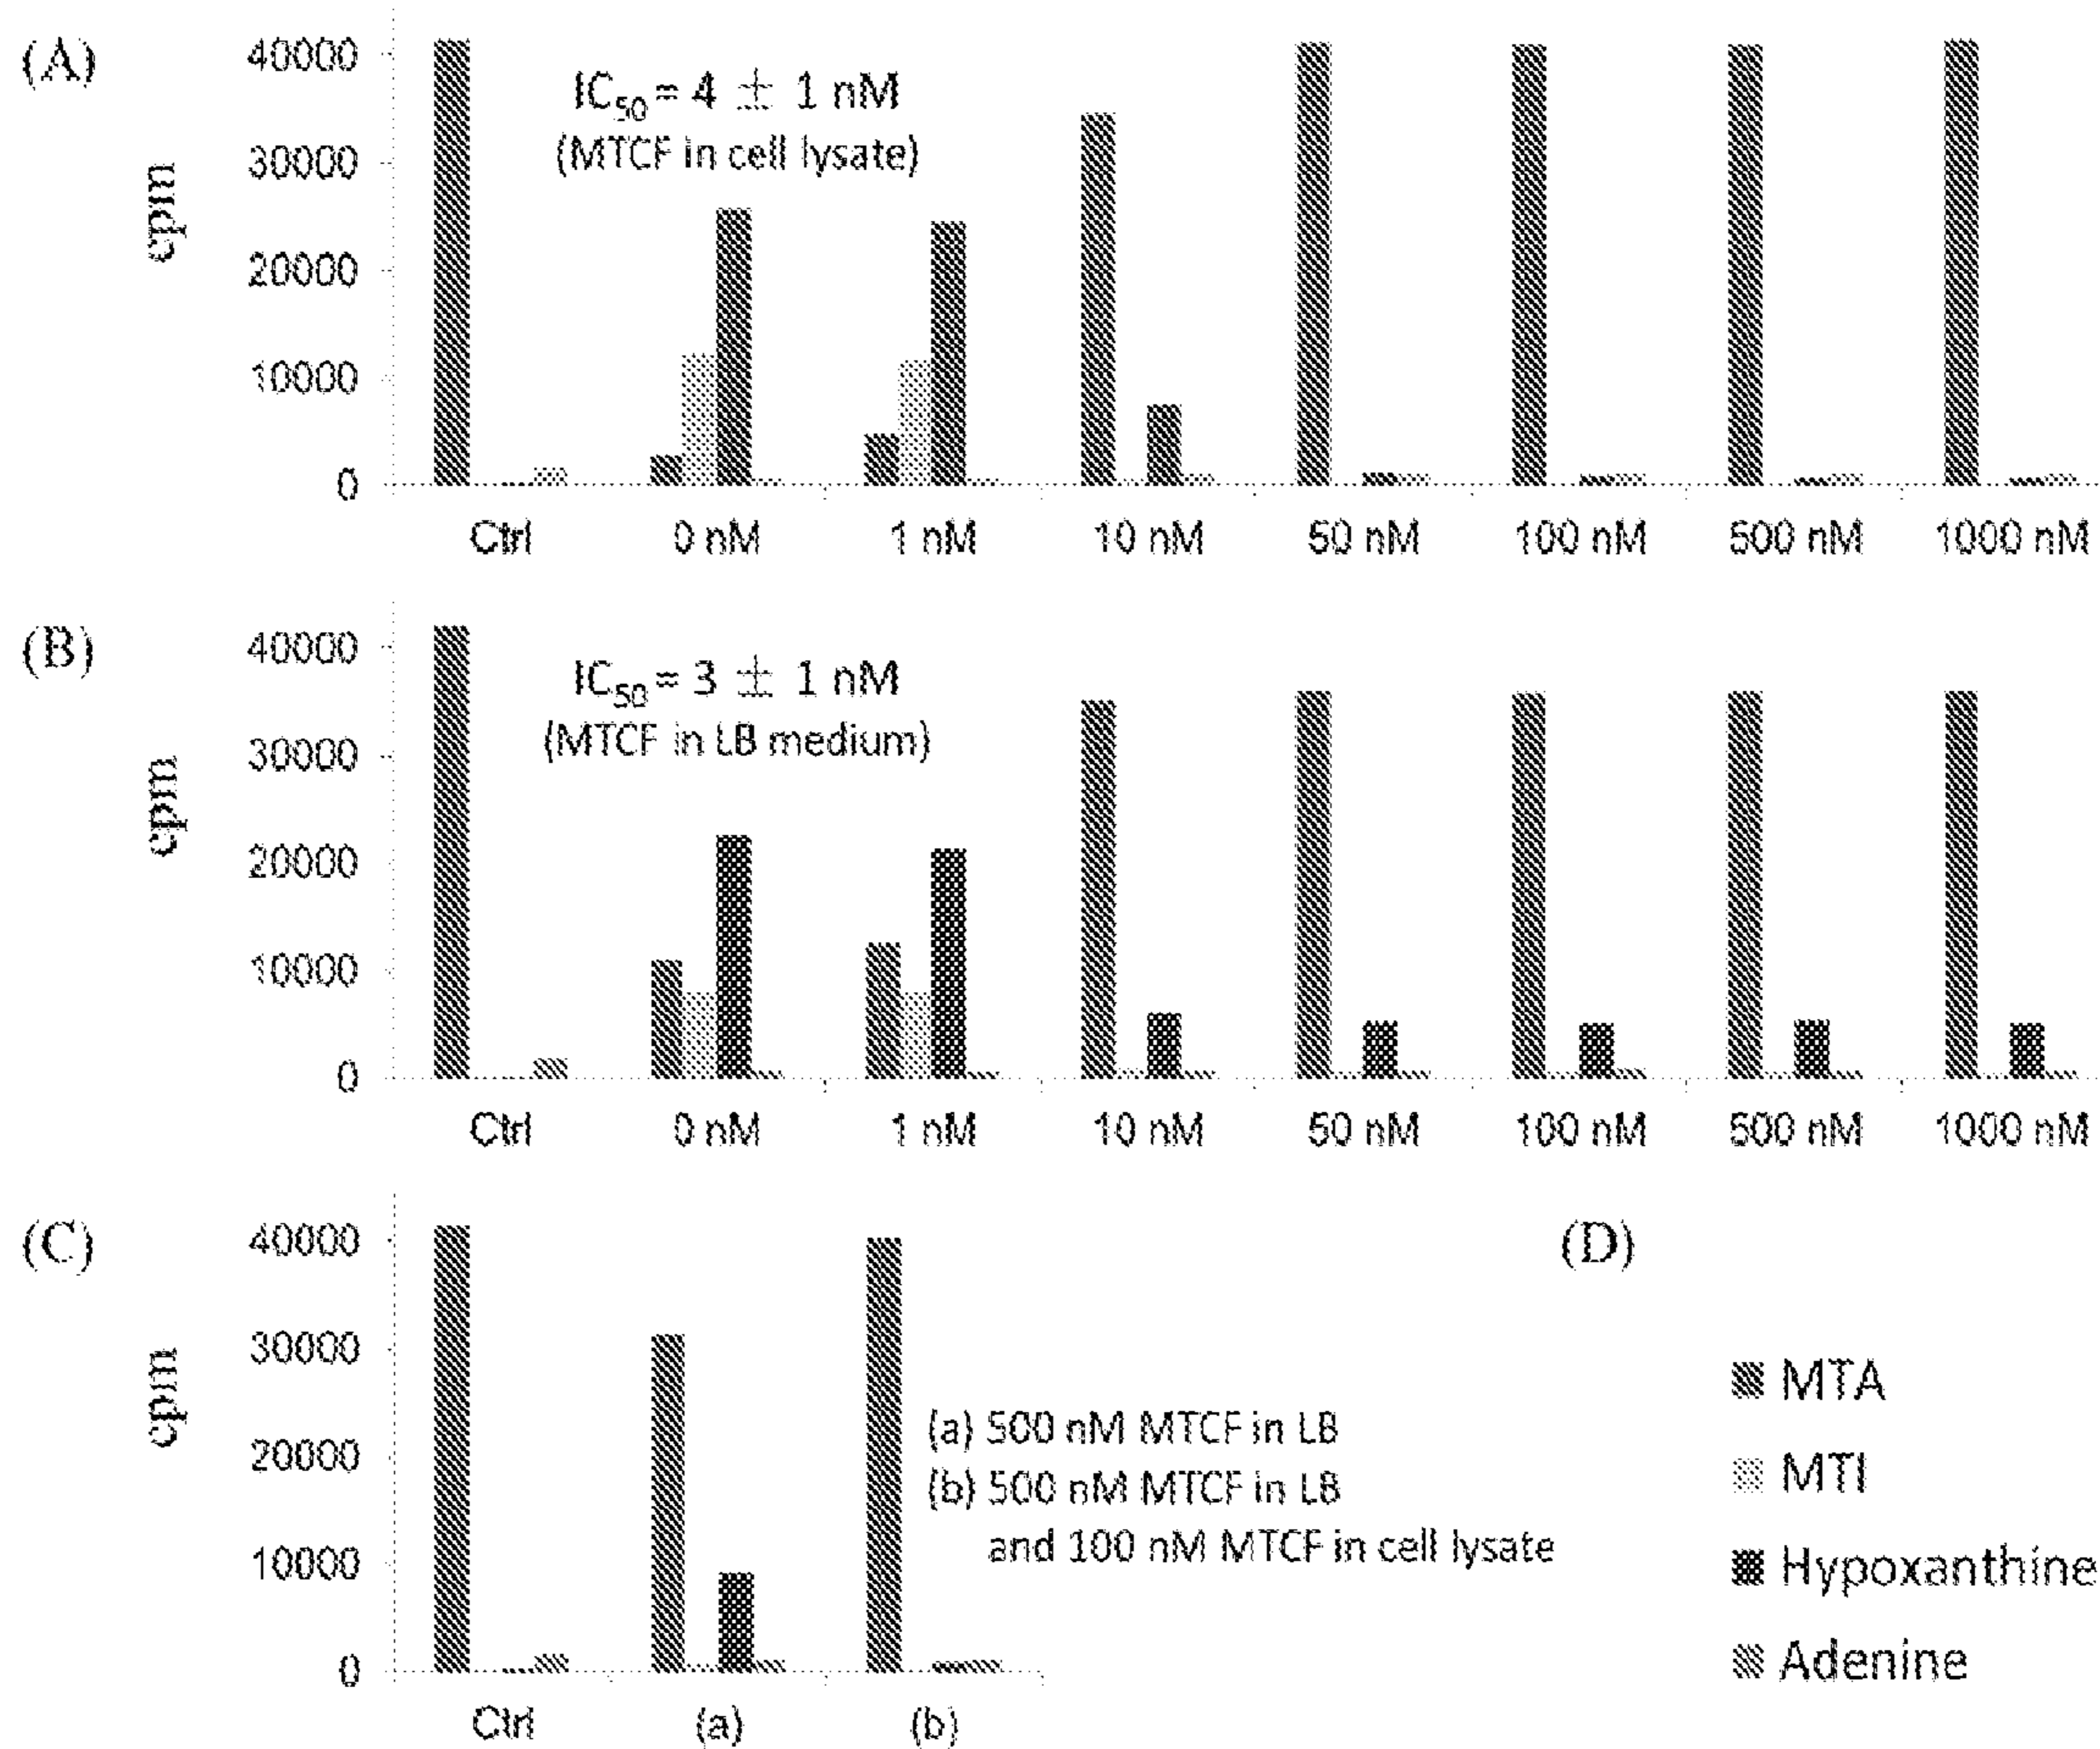 (A)
cpm
40000
30000
20000
10000
0
IC50 = 4 ± 1 nM
(MTCF in cell lysate)
Ctrl 0 nM 1 nM 10 nM 50 nM 100 nM 500 nM 1000 nM
(B)
cpm
40000
30000
20000
10000
0
IC50 = 3 ± 1 nM
(MTCF in LB medium)
Ctrl 0 nM 1 nM 10 nM 50 nM 100 nM 500 nM 1000 nM
(C)
cpm
40000
30000
20000
10000
0
(a) 500 nM MTCF in LB
(b) 500 nM MTCF in LB
and 100 nM MTCF in cell lysate
Ctrl (a) (b)
(D)
MTA
MTI
Hypoxanthine
Adenine